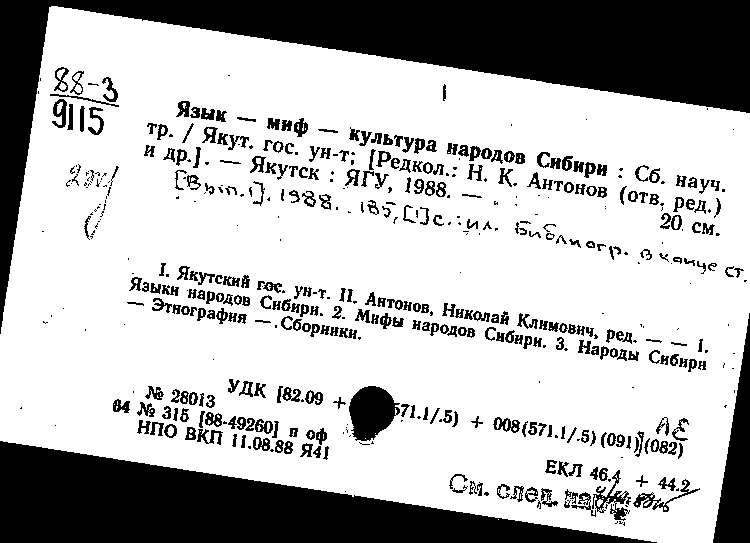 88-3
9115
Язык — миф — культура народов Сибири : Сб. науч.
тр. / Якут. гос. ун-т; [Редкол.: Н. К. Антонов (отв. ред.)
и др.]. — Якутск : ЯГУ, 1988. —
20 см.
[Вып. 1]. 1988. 185, [1] с.: ил. Библиогр. в конце ст.
2 эк
I. Якутский гос. ун-т. II. Антонов, Николай Климович, ред. — — 1.
Языки народов Сибири. 2. Мифы народов Сибири. 3. Народы Сибири
— Этнография — Сборники.
УДК [82.09 + 571.1/.5) + 008(571.1/.5) (091)](082)
АЕ
№ 28013
64 № 315 [88-49260] п оф
НПО ВКП 11.08.88 Я41
ЕКЛ 46.4 + 44.2
См. след. карт.